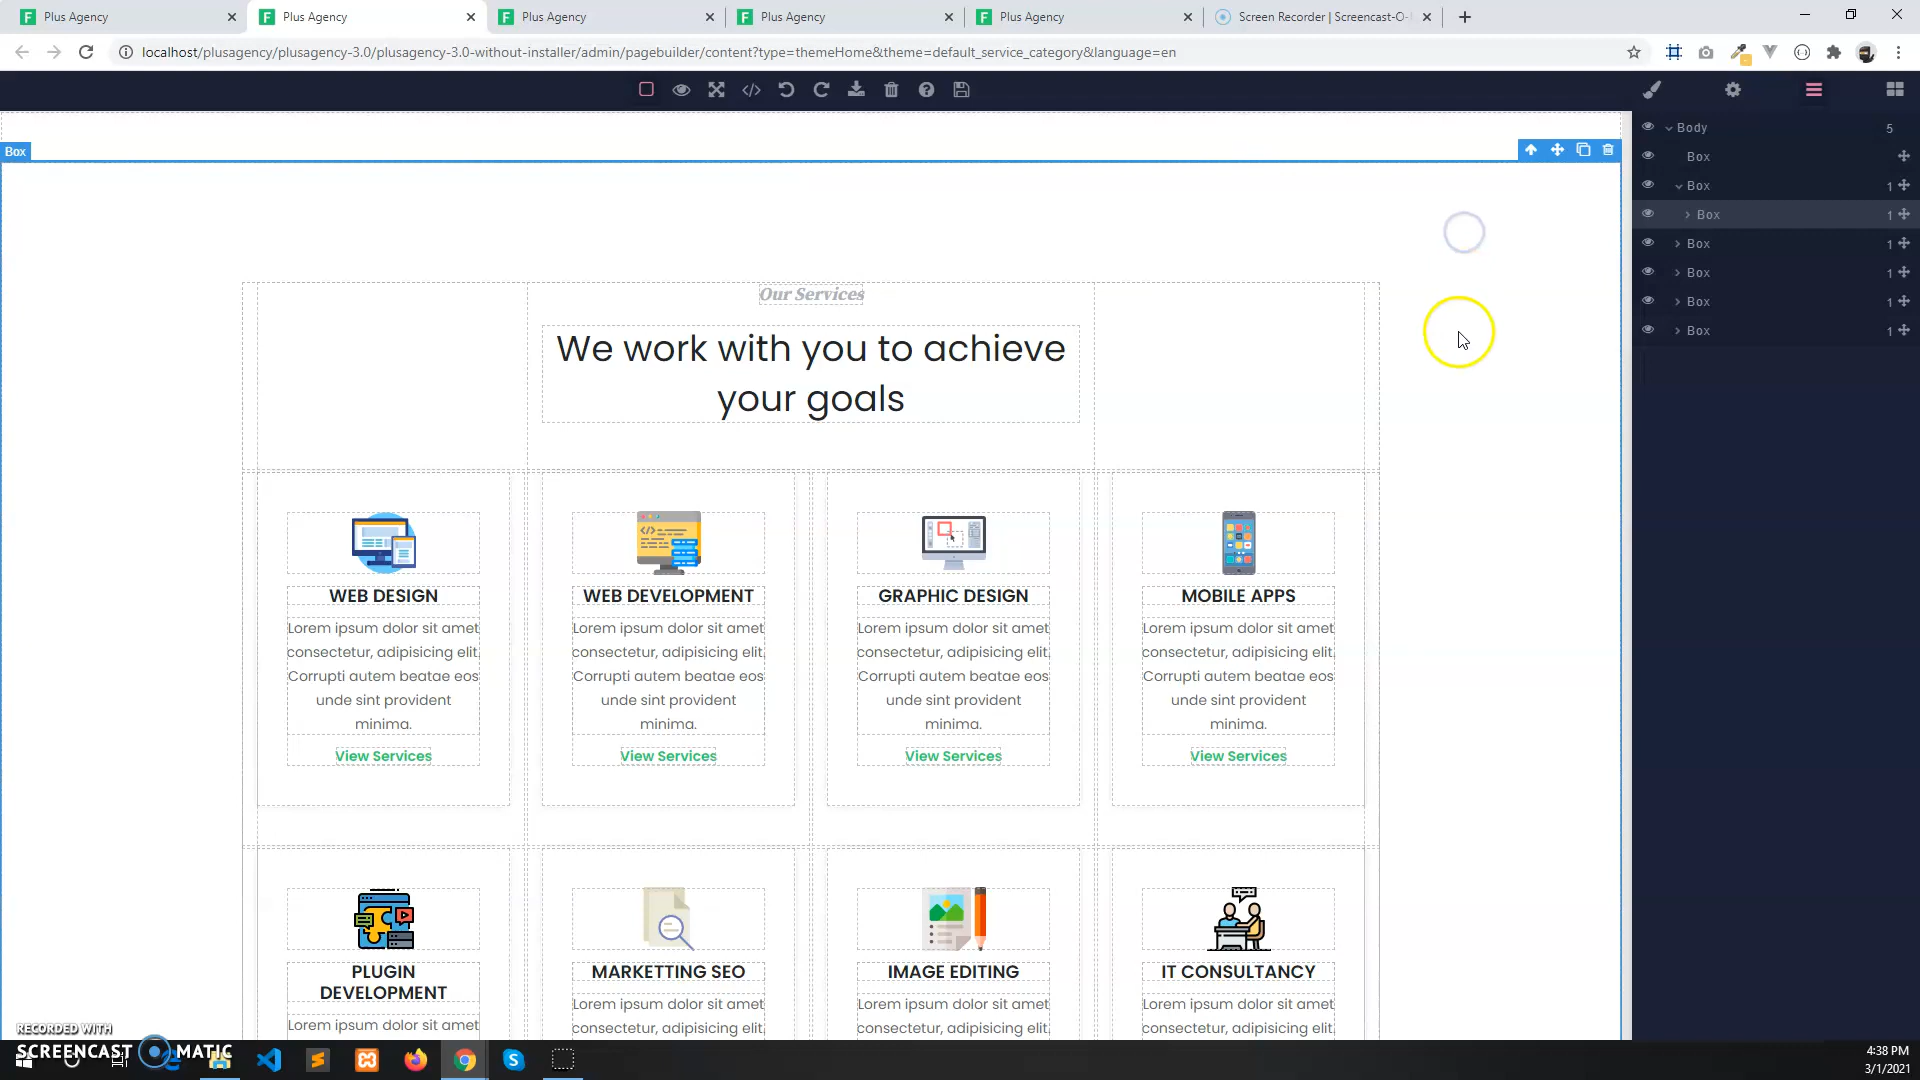 Plus Agency
Plus Agency
Plus Agency
Plus Agency
Plus Agency
Screen Recorder | Screencast-O-
localhost/plusagency/plusagency-3.0/plusagency-3.0-without-installer/admin/pagebuilder/content?type=themeHome&theme=default_service_category&language=en
Body 5
Box
Box 1
Box 1
Box 1
Box 1
Box 1
Box 1
Box
Our Services
We work with you to achieve
your goals
WEB DESIGN
Lorem ipsum dolor sit amet
consectetur, adipisicing elit.
Corrupti autem beatae eos
unde sint provident
minima.
View Services
WEB DEVELOPMENT
Lorem ipsum dolor sit amet
consectetur, adipisicing elit.
Corrupti autem beatae eos
unde sint provident
minima.
View Services
GRAPHIC DESIGN
Lorem ipsum dolor sit amet
consectetur, adipisicing elit.
Corrupti autem beatae eos
unde sint provident
minima.
View Services
MOBILE APPS
Lorem ipsum dolor sit amet
consectetur, adipisicing elit.
Corrupti autem beatae eos
unde sint provident
minima.
View Services
PLUGIN
DEVELOPMENT
Lorem ipsum dolor sit amet
MARKETTING SEO
Lorem ipsum dolor sit amet
consectetur, adipisicing elit.
IMAGE EDITING
Lorem ipsum dolor sit amet
consectetur, adipisicing elit.
IT CONSULTANCY
Lorem ipsum dolor sit amet
consectetur, adipisicing elit.
RECORDED WITH
SCREENCAST MATIC
4:38 PM
3/1/2021